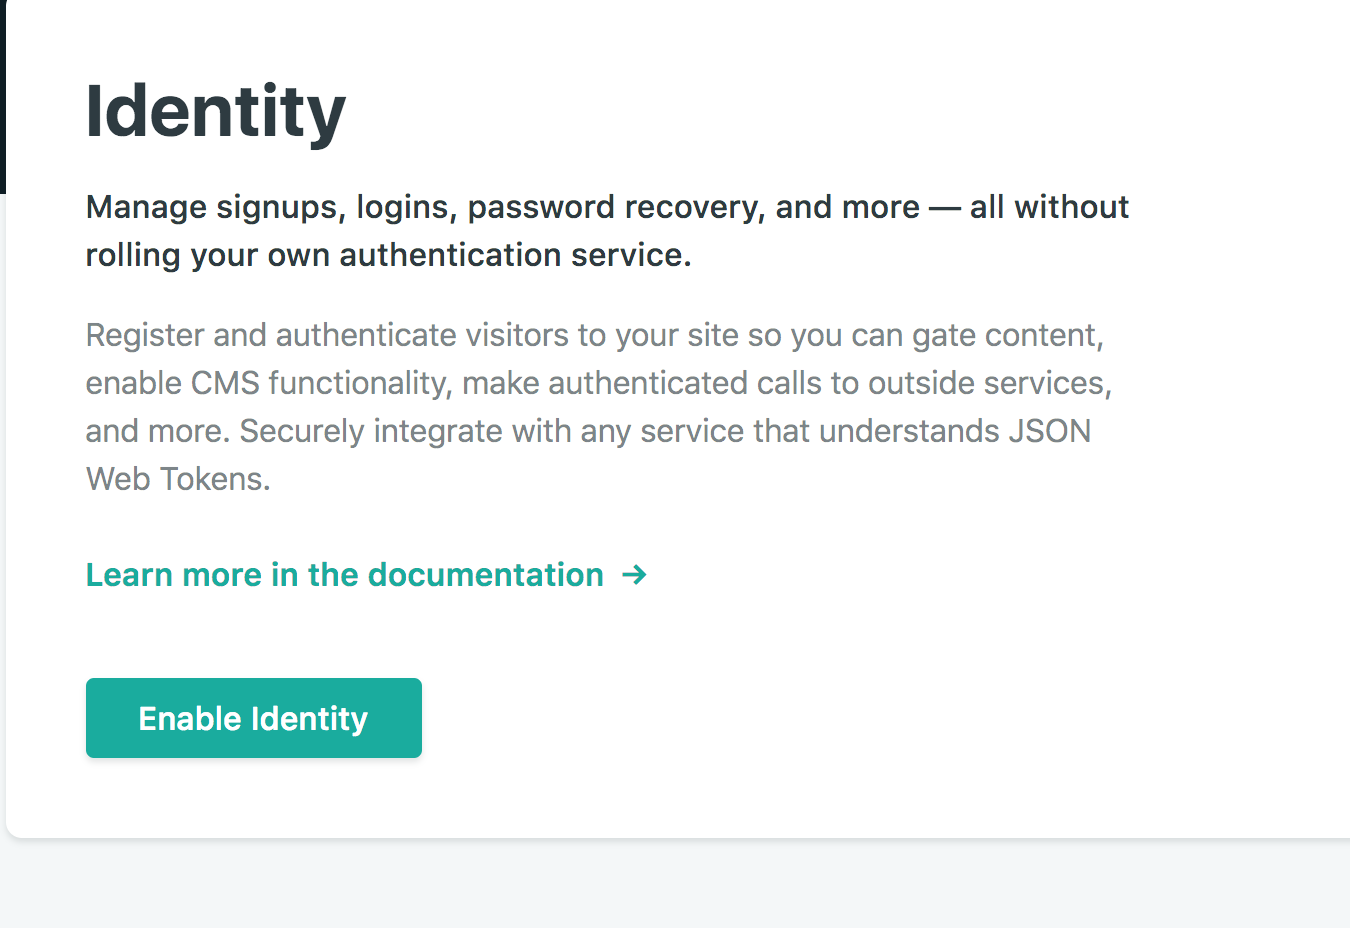 Identity
Manage signups, logins, password recovery, and more — all without
rolling your own authentication service.
Register and authenticate visitors to your site so you can gate content,
enable CMS functionality, make authenticated calls to outside services,
and more. Securely integrate with any service that understands JSON
Web Tokens.
Learn more in the documentation →
Enable Identity